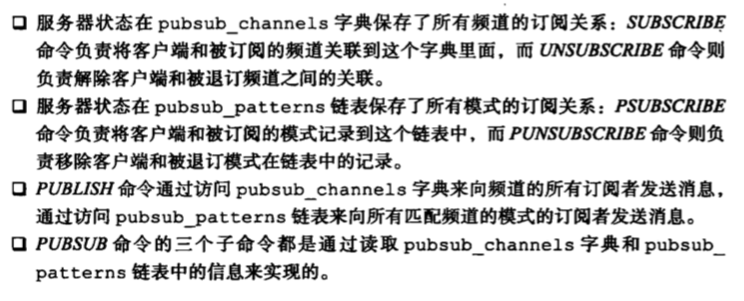 ❑ 服务器状态在 pubsub_channels 字典保存了所有频道的订阅关系：SUBSCRIBE
命令负责将客户端和被订阅的频道关联到这个字典里面，而 UNSUBSCRIBE 命令则
负责解除客户端和被退订频道之间的关联。
❑ 服务器状态在 pubsub_patterns 链表保存了所有模式的订阅关系：PSUBSCRIBE
命令负责将客户端和被订阅的模式记录到这个链表中，而 PUNSUBSCRIBE 命令则负
责移除客户端和被退订模式在链表中的记录。
❑ PUBLISH 命令通过访问 pubsub_channels 字典来向频道的所有订阅者发送消息，
通过访问 pubsub_patterns 链表来向所有匹配频道的模式的订阅者发送消息。
❑ PUBSUB 命令的三个子命令都是通过读取 pubsub_channels 字典和 pubsub_
patterns 链表中的信息来实现的。